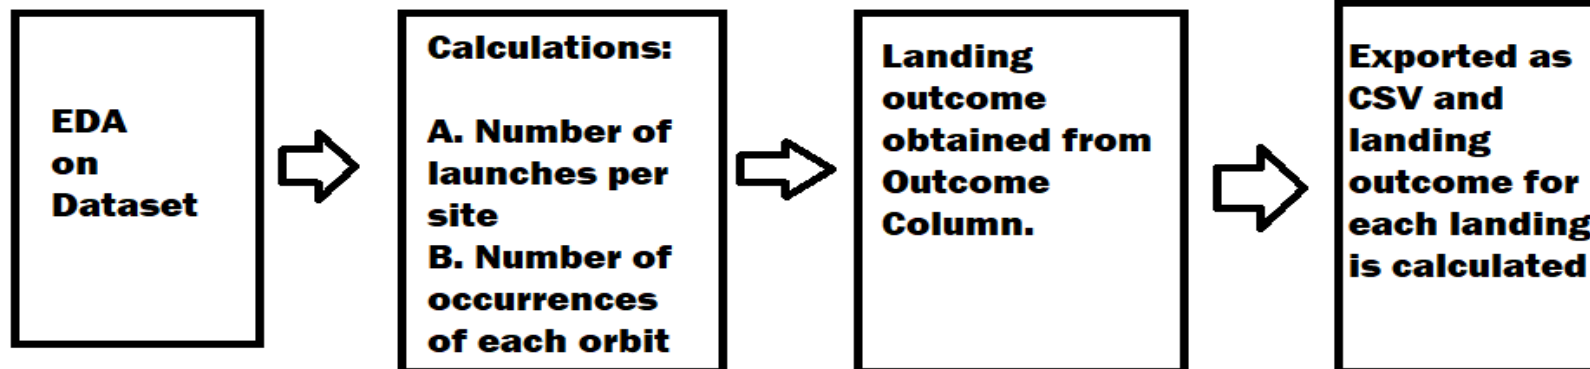 EDA
on
Dataset
Calculations:
A. Number of
launches per
site
B. Number of
occurrences
of each orbit
Landing
outcome
obtained from
Outcome
Column.
Exported as
CSV and
landing
outcome for
each landing
is calculated